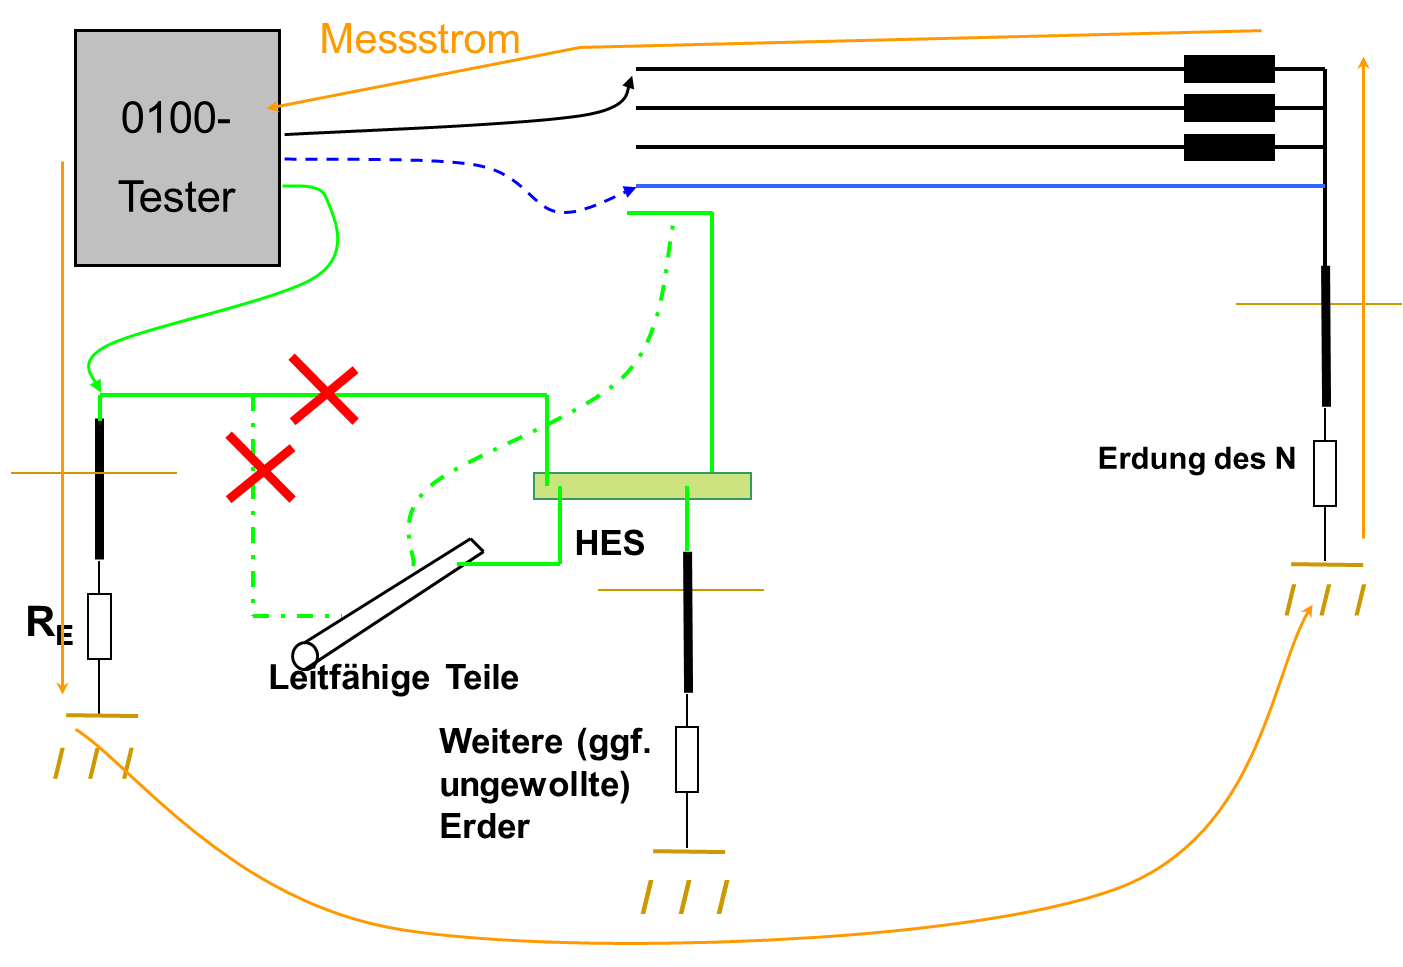 Messstrom
0100-
Tester
Erdung des N
HES
RE
Leitfähige Teile
Weitere (ggf.
ungewollte)
Erder